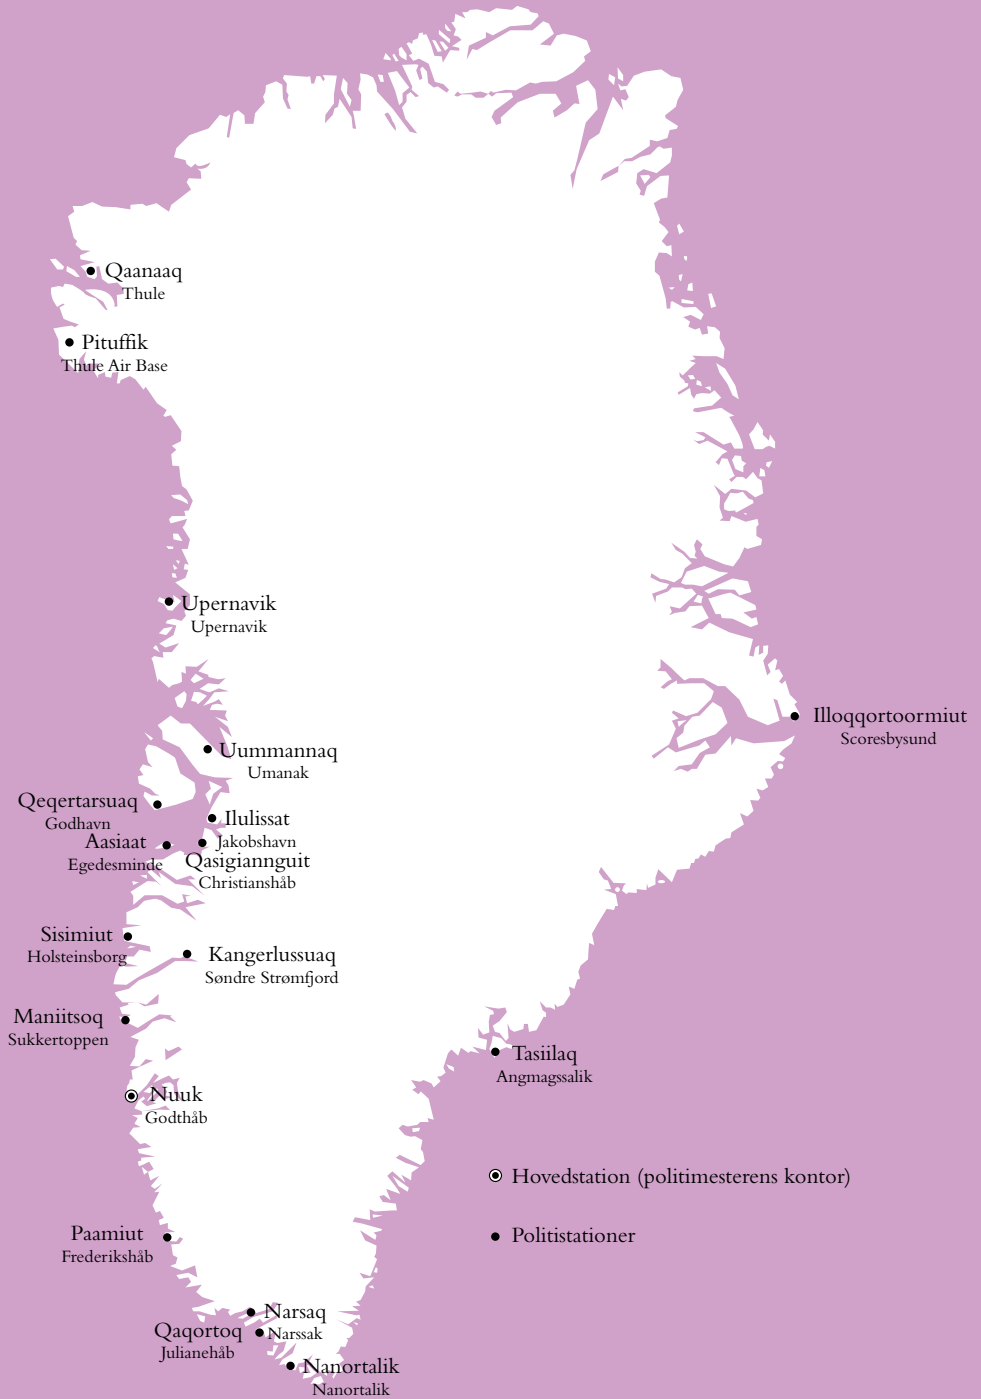 Qaanaaq
Thule
Pituffik
Thule Air Base
Upernavik
Upernavik
Illoqqortoormiut
Scoresbysund
Uummannaq
Umanak
Qeqertarsuaq
Godhavn
Ilulissat
Jakobshavn
Aasiaat
Egedesminde
Qasigiannguit
Christianshåb
Sisimiut
Holsteinsborg
Kangerlussuaq
Søndre Strømfjord
Maniitsoq
Sukkertoppen
Tasiilaq
Angmagssalik
Nuuk
Godthåb
Hovedstation (politimesterens kontor)
Politistationer
Paamiut
Frederikshåb
Narsaq
Narssak
Qaqortoq
Julianehåb
Nanortalik
Nanortalik